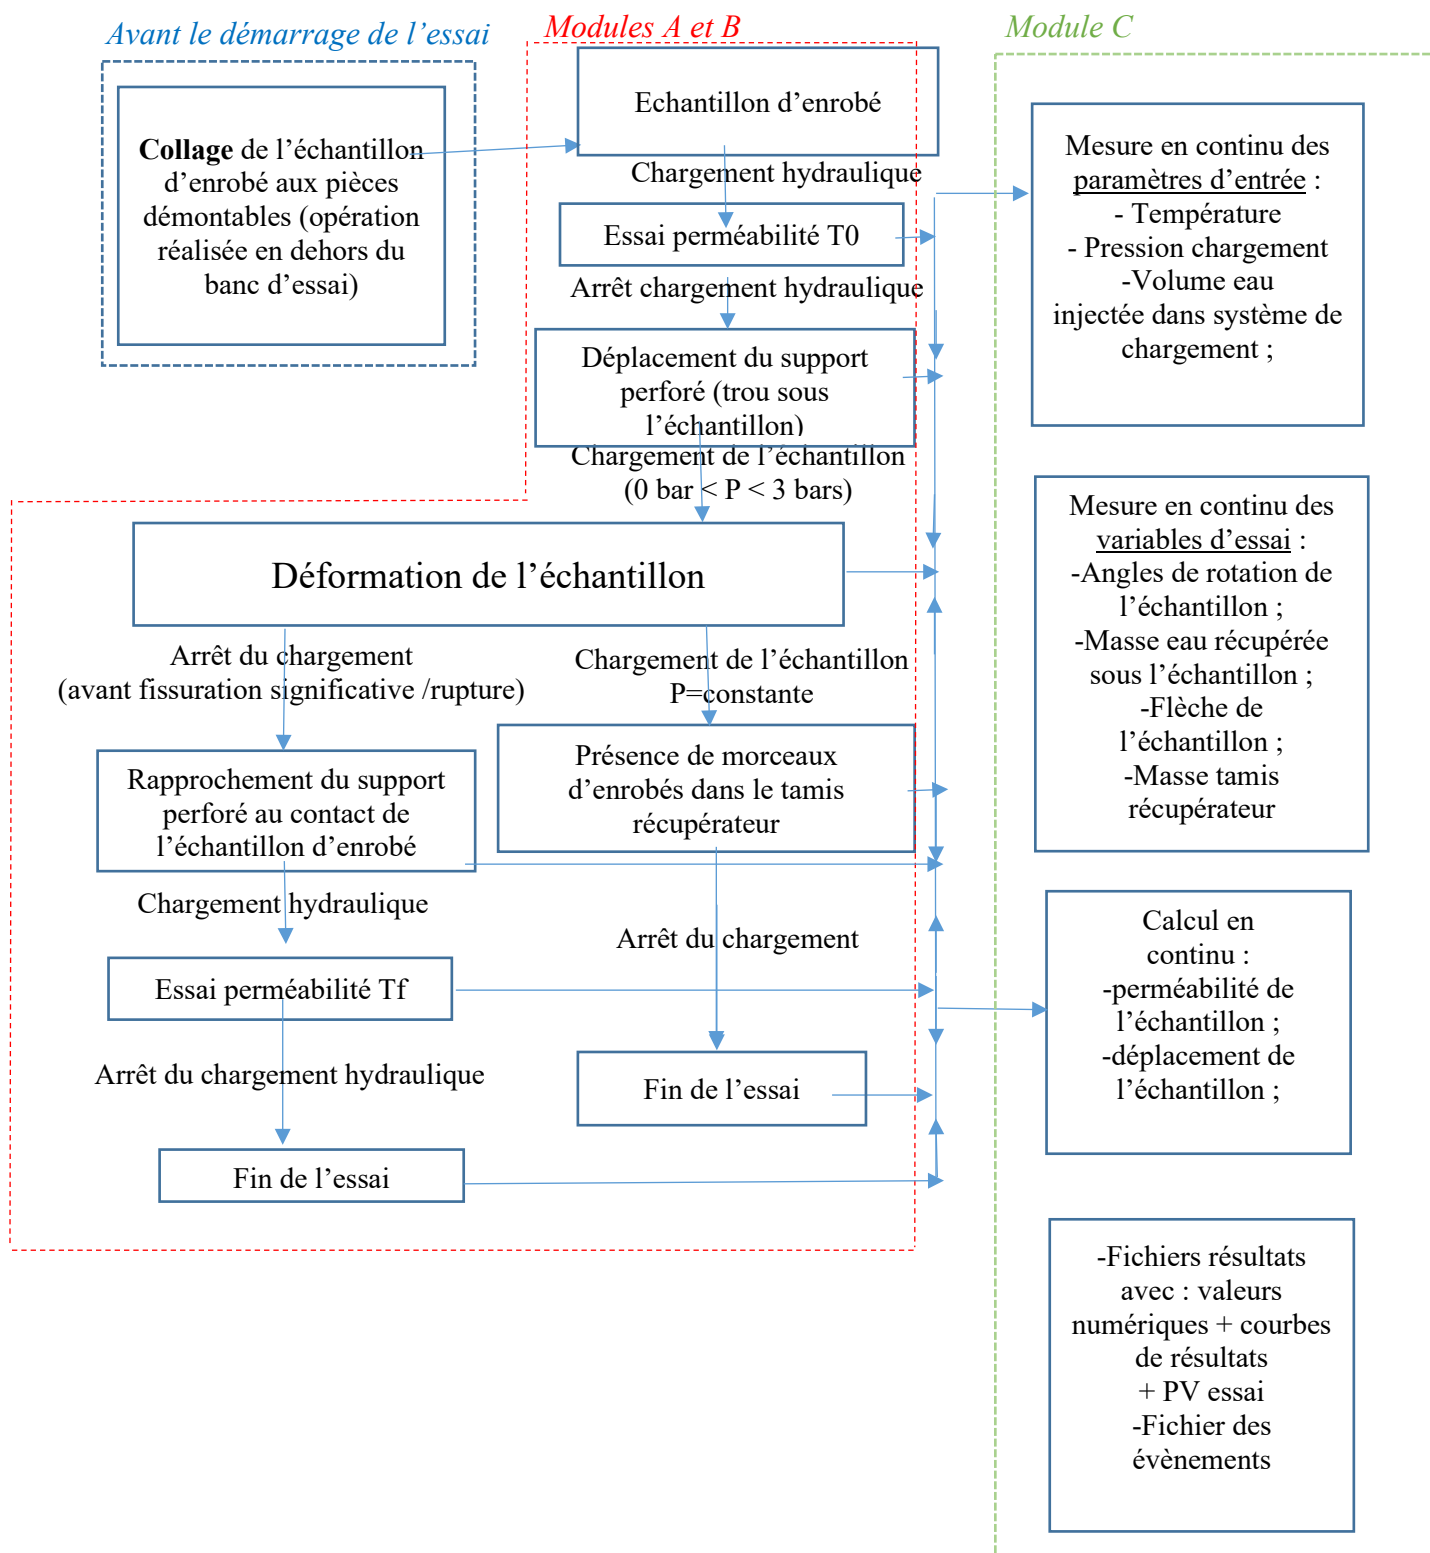 Avant le démarrage de l’essai
Collage de l’échantillon
d’enrobé aux pièces
démontables (opération
réalisée en dehors du
banc d’essai)
Modules A et B
Echantillon d’enrobé
Chargement hydraulique
Essai perméabilité T0
Arrêt chargement hydraulique
Déplacement du support
perforé (trou sous
l’échantillon)
Chargement de l’échantillon
(0 bar < P < 3 bars)
Déformation de l’échantillon
Arrêt du chargement
(avant fissuration significative /rupture)
Rapprochement du support
perforé au contact de
l’échantillon d’enrobé
Chargement hydraulique
Essai perméabilité Tf
Arrêt du chargement hydraulique
Fin de l’essai
Chargement de l’échantillon
P=constante
Présence de morceaux
d’enrobés dans le tamis
récupérateur
Arrêt du chargement
Fin de l’essai
Module C
Mesure en continu des
paramètres d’entrée :
- Température
- Pression chargement
-Volume eau
injectée dans système de
chargement ;
Mesure en continu des
variables d’essai :
-Angles de rotation de
l’échantillon ;
-Masse eau récupérée
sous l’échantillon ;
-Flèche de
l’échantillon ;
-Masse tamis
récupérateur
Calcul en
continu :
-perméabilité de
l’échantillon ;
-déplacement de
l’échantillon ;
-Fichiers résultats
avec : valeurs
numériques + courbes
de résultats
+ PV essai
-Fichier des
évènements